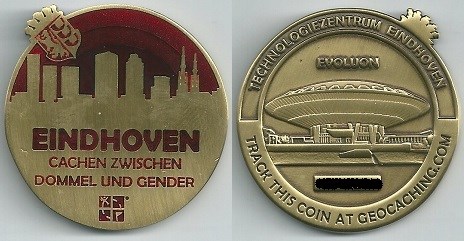 EINDHOVEN
CACHEN ZWISCHEN
DOMMEL UND GENDER
TECHNOLOGIEZENTRUM EINDHOVEN
EVOLUON
TRACK THIS COIN AT GEOCACHING.COM